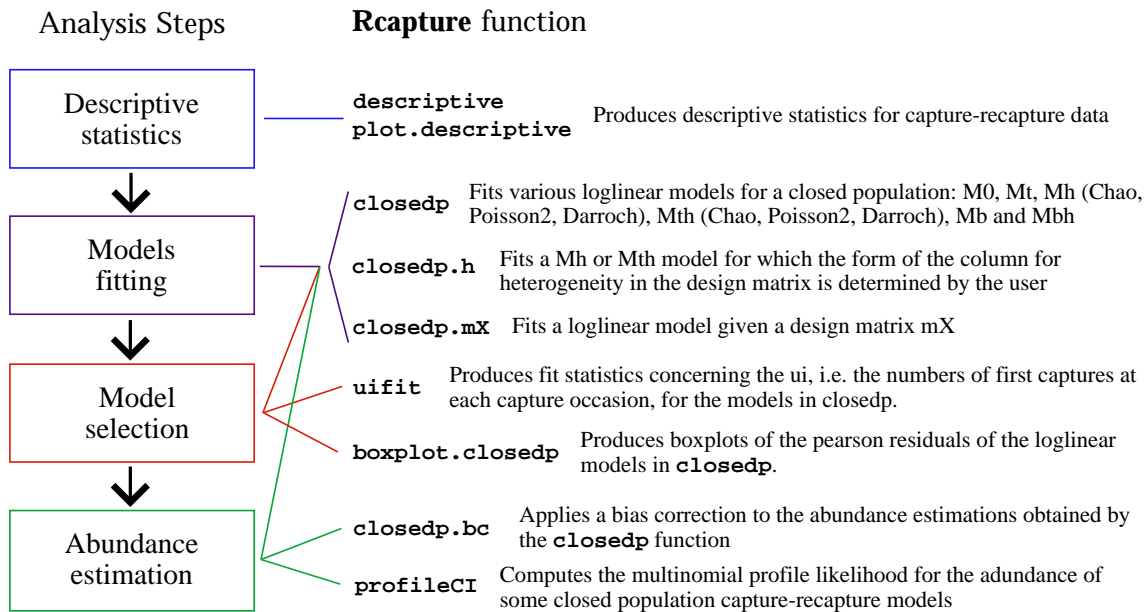 Analysis Steps
Rcapture function
Descriptive
statistics
descriptive
plot.descriptive
Produces descriptive statistics for capture-recapture data
Models
fitting
closedp
Fits various loglinear models for a closed population: M0, Mt, Mh (Chao,
Poisson2, Darroch), Mth (Chao, Poisson2, Darroch), Mb and Mbh
closedp.h
Fits a Mh or Mth model for which the form of the column for
heterogeneity in the design matrix is determined by the user
closedp.mX
Fits a loglinear model given a design matrix mX
Model
selection
uifit
Produces fit statistics concerning the ui, i.e. the numbers of first captures at
each capture occasion, for the models in closedp.
boxplot.closedp
Produces boxplots of the pearson residuals of the loglinear
models in closedp.
Abundance
estimation
closedp.bc
Applies a bias correction to the abundance estimations obtained by
the closedp function
profileCI
Computes the multinomial profile likelihood for the adundance of
some closed population capture-recapture models